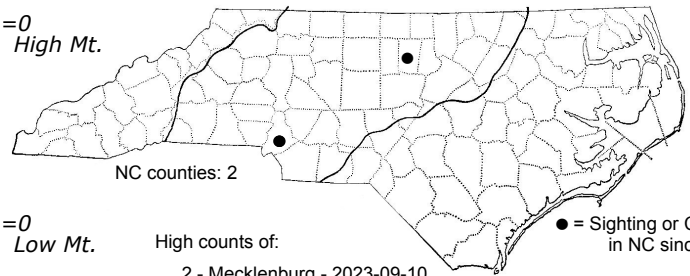 =0
High Mt.
NC counties: 2
=0
Low Mt.
High counts of:
2 - Mecklenburg - 2023-09-10
● = Sighting or
in NC